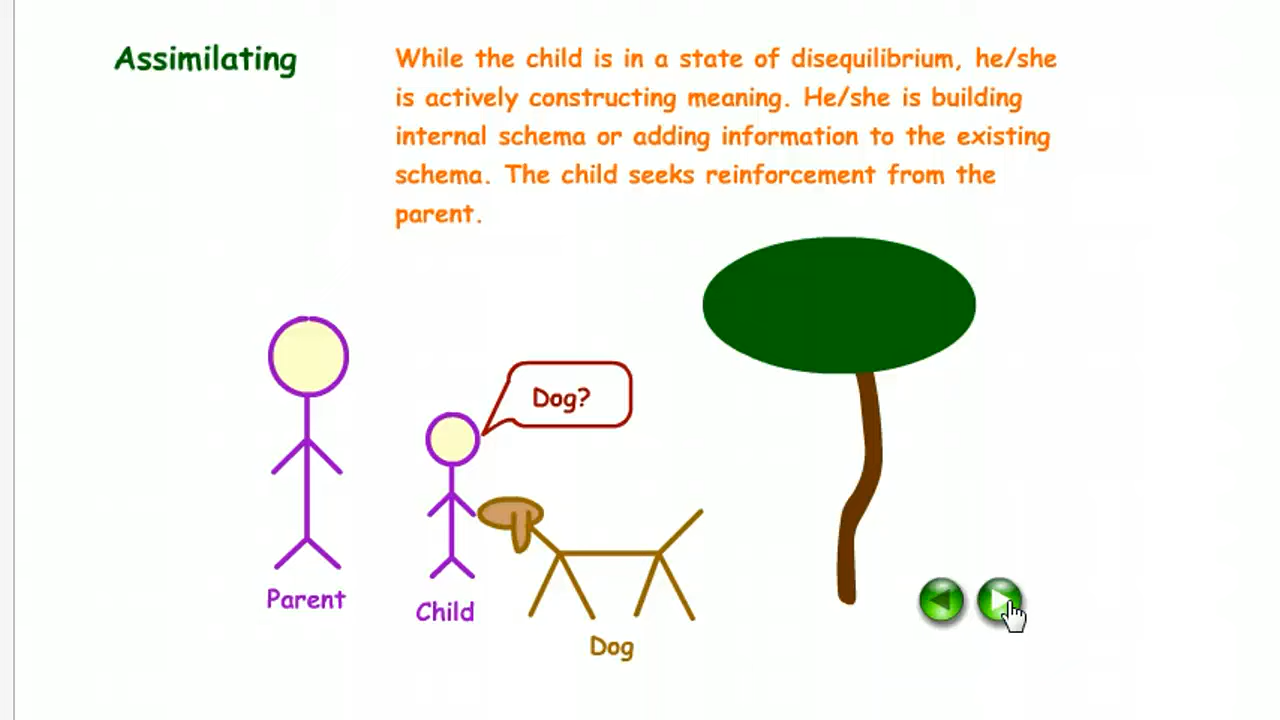 Assimilating
While the child is in a state of disequilibrium, he/she
is actively constructing meaning. He/she is building
internal schema or adding information to the existing
schema. The child seeks reinforcement from the
parent.
Dog?
Parent
Child
Dog